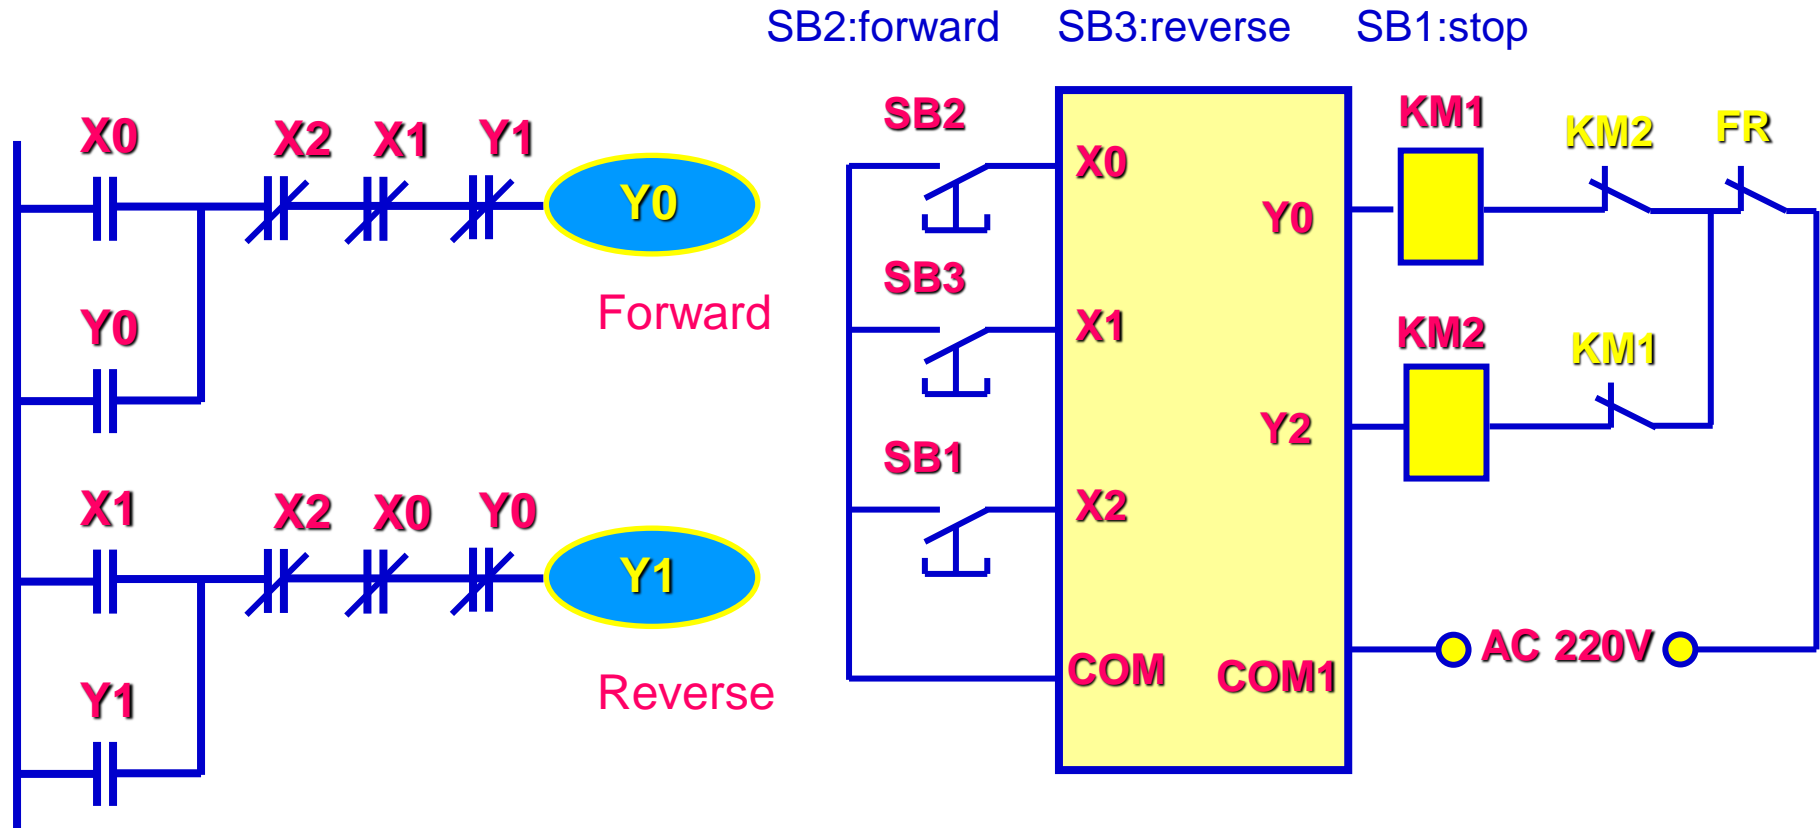 SB2:forward SB3:reverse SB1:stop
X0 X2 X1 Y1
Y0
Forward
Y0
X1 X2 X0 Y0
Y1
Reverse
Y1
SB2
X0
SB3
X1
SB1
X2
COM
KM1 KM2 FR
Y0
KM2 KM1
Y2
COM1 AC 220V